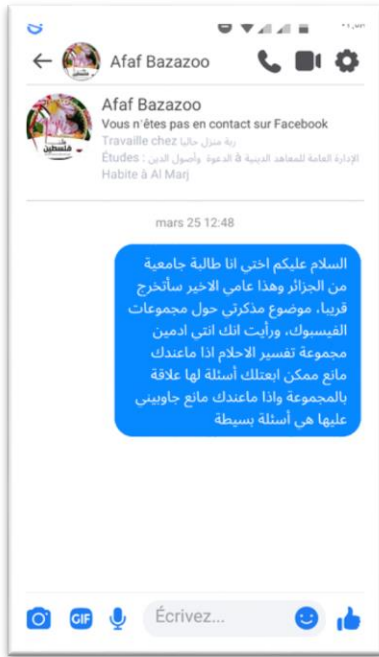 Afaf Bazazoo
فلسطين
Afaf Bazazoo
Vous n'êtes pas en contact sur Facebook
Travaille chez ربة منزل حاليا
Études : الإدارة العامة للمعاهد الدينية à الدعوة وأصول الدين
Habite à Al Marj
mars 25 12:48
السلام عليكم اختي انا طالبة جامعية
من الجزائر وهذا عامي الاخير سأتخرج
قريبا، موضوع مذكرتي حول مجموعات
الفيسبوك، ورأيت انك انتي ادمين
مجموعة تفسير الاحلام اذا ماعندك
مانع ممكن ابعتلك أسئلة لها علاقة
بالمجموعة واذا ماعندك مانع جاوبيني
عليها هي أسئلة بسيطة
GIF
Écrivez...